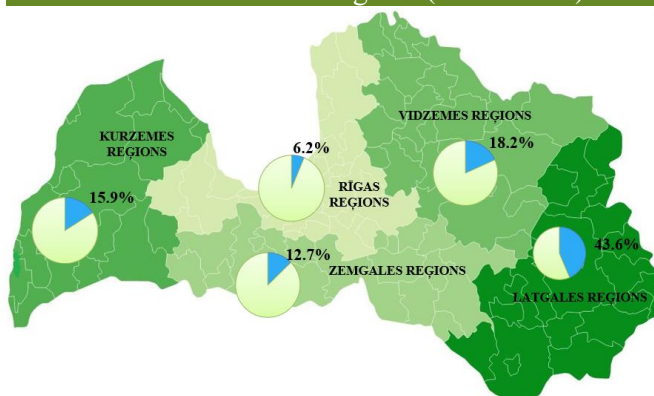 KURZEMES
REĢIONS
15.9%
6.2%
RĪGAS
REĢIONS
VIDZEMES REĢIONS
18.2%
12.7%
ZEMGALES REĢIONS
43.6%
LATGALES REĢIONS